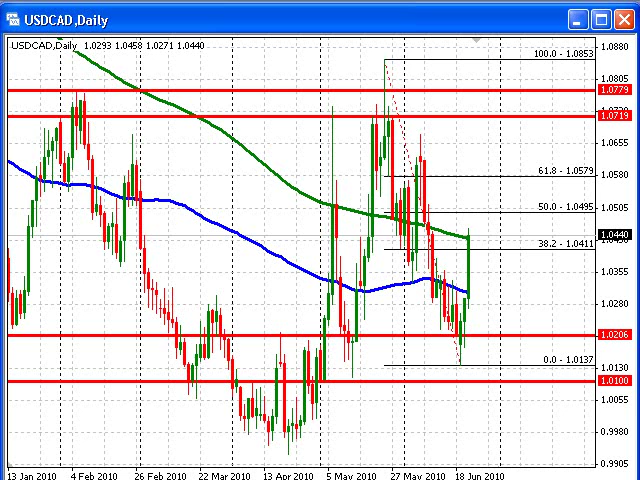 USDCAD,Daily
USDCAD,Daily 1.0293 1.0458 1.0271 1.0440
1.0880
100.0 - 1.0853
1.0805
1.0779
1.0719
1.0655
61.8 - 1.0579
1.0580
50.0 - 1.0495
1.0505
1.0440
38.2 - 1.0411
1.0355
1.0280
1.0206
0.0 - 1.0137
1.0130
1.0100
1.0055
0.9980
0.9905
13 Jan 2010 4 Feb 2010 26 Feb 2010 22 Mar 2010 13 Apr 2010 5 May 2010 27 May 2010 18 Jun 2010